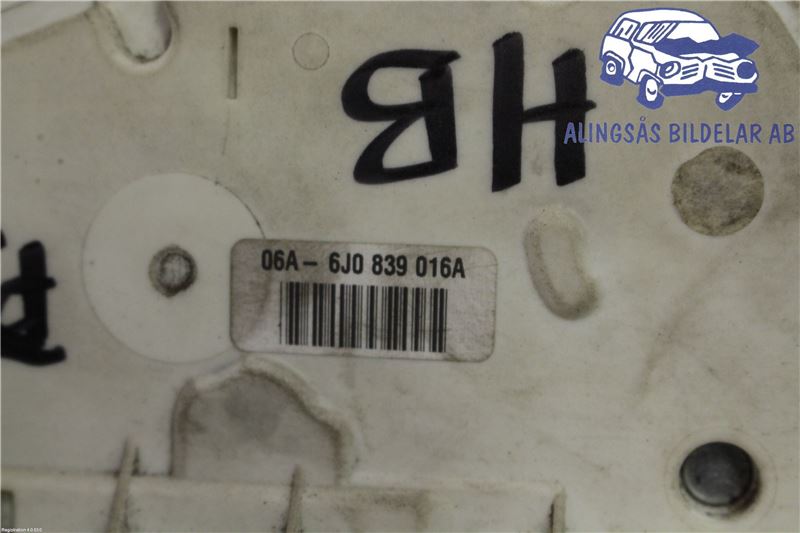 HB
ALINGSÅS BILDELAR AB
06A - 6J0 839 016A